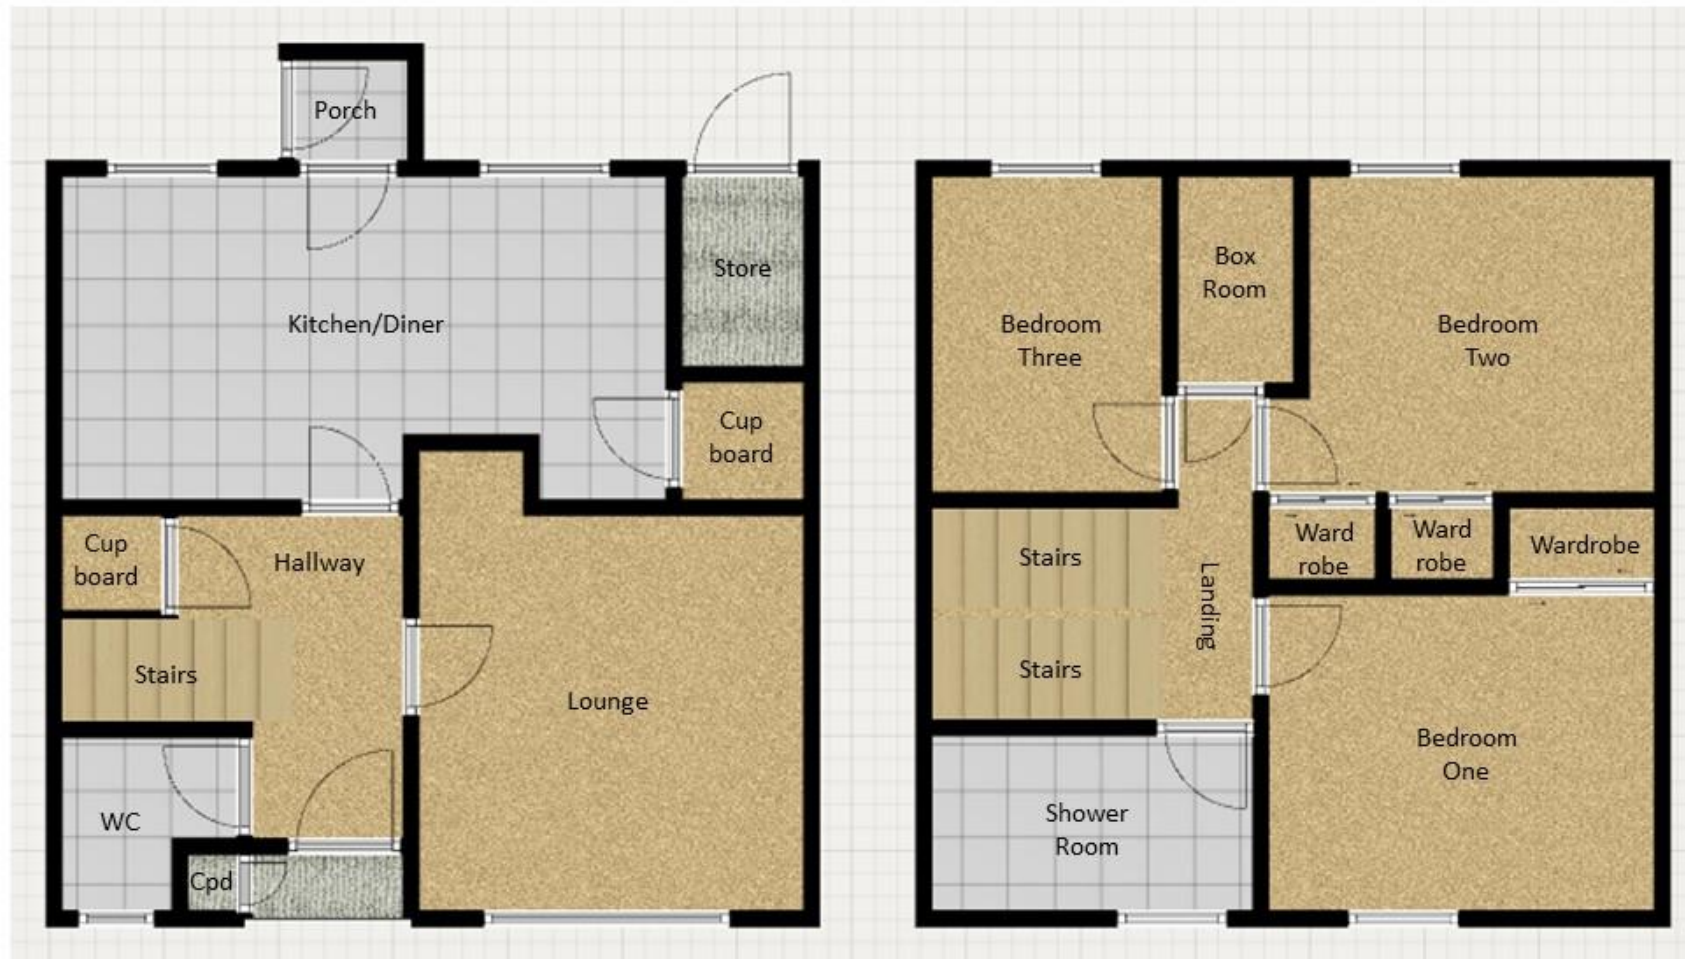 Porch
Store
Kitchen/Diner
Cup
board
Cup
board
Hallway
Stairs
Lounge
WC
Cpd
Box
Room
Bedroom
Three
Bedroom
Two
Stairs
Landing
Ward
robe
Ward
robe
Wardrobe
Stairs
Bedroom
One
Shower
Room